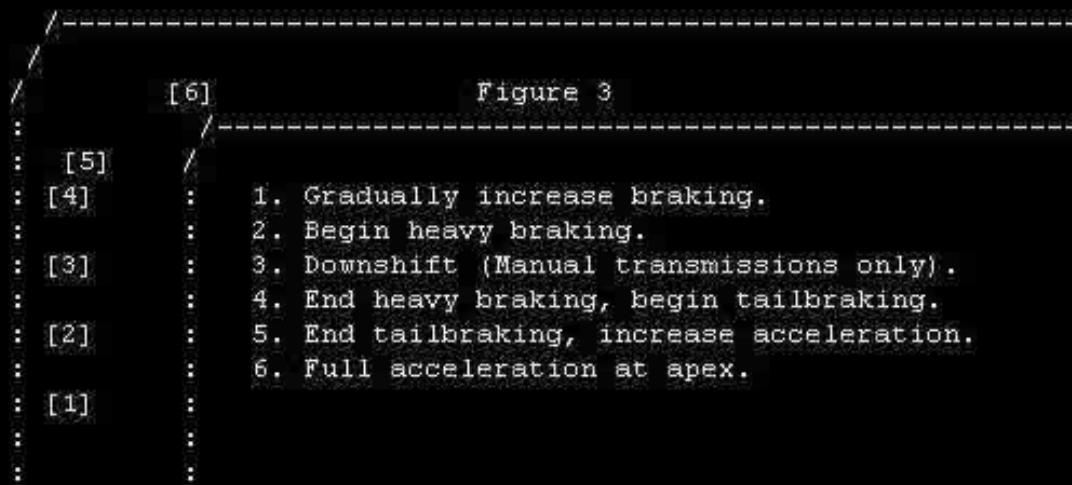 [6] Figure 3
[5]
[4] 1. Gradually increase braking.
2. Begin heavy braking.
[3] 3. Downshift (Manual transmissions only).
4. End heavy braking, begin tailbraking.
[2] 5. End tailbraking, increase acceleration.
6. Full acceleration at apex.
[1]